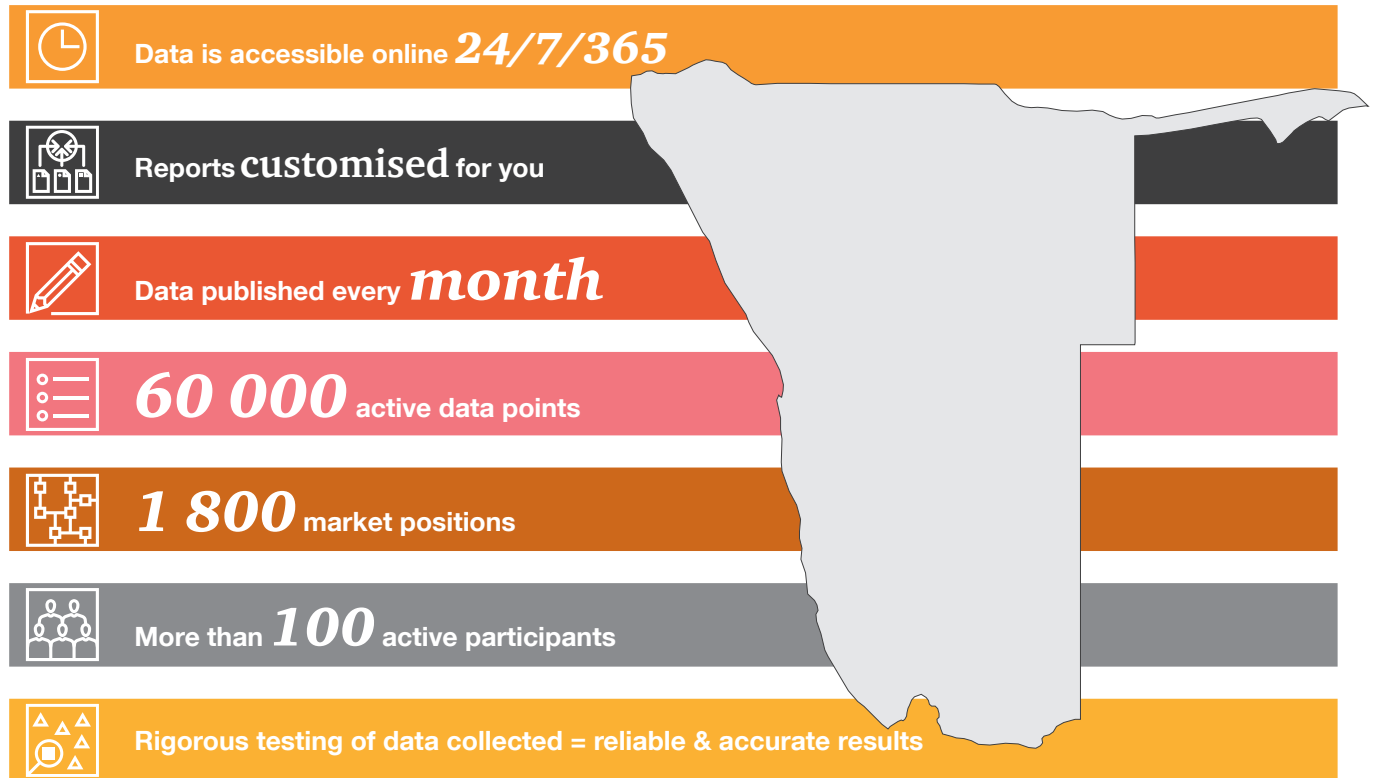 Data is accessible online 24/7/365
Reports customised for you
Data published every month
60 000 active data points
1 800 market positions
More than 100 active participants
Rigorous testing of data collected = reliable & accurate results